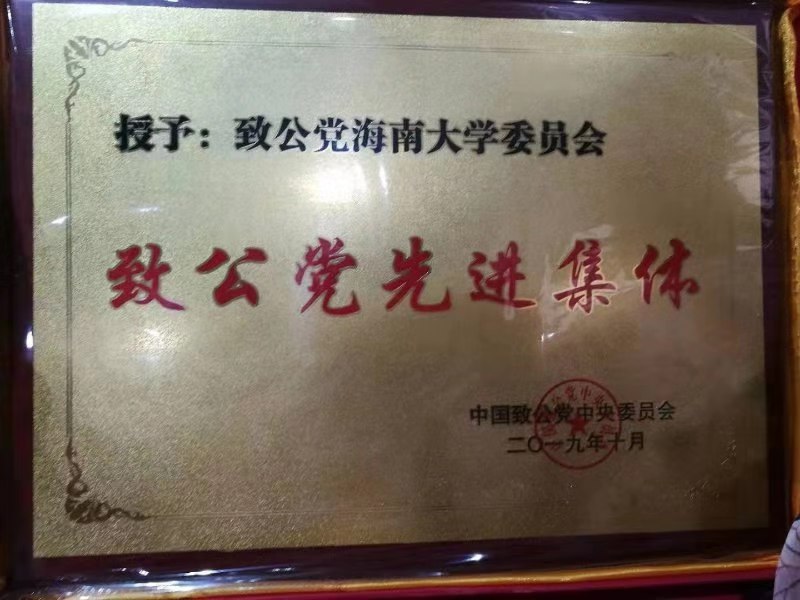 授予：致公党海南大学委员会
致公党先进集体
中国致公党中央委员会
二〇一九年十月